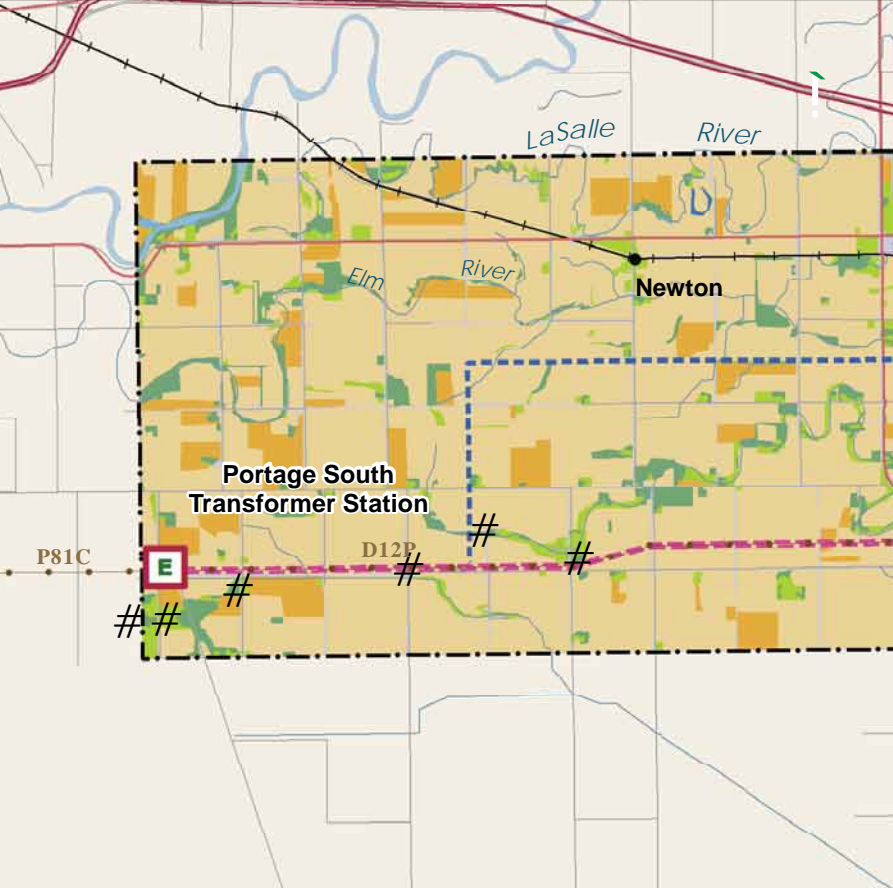 LaSalle River
Elm River
Newton
Portage South
Transformer Station
#
P81C
D12P
#
E
#
#
#
#